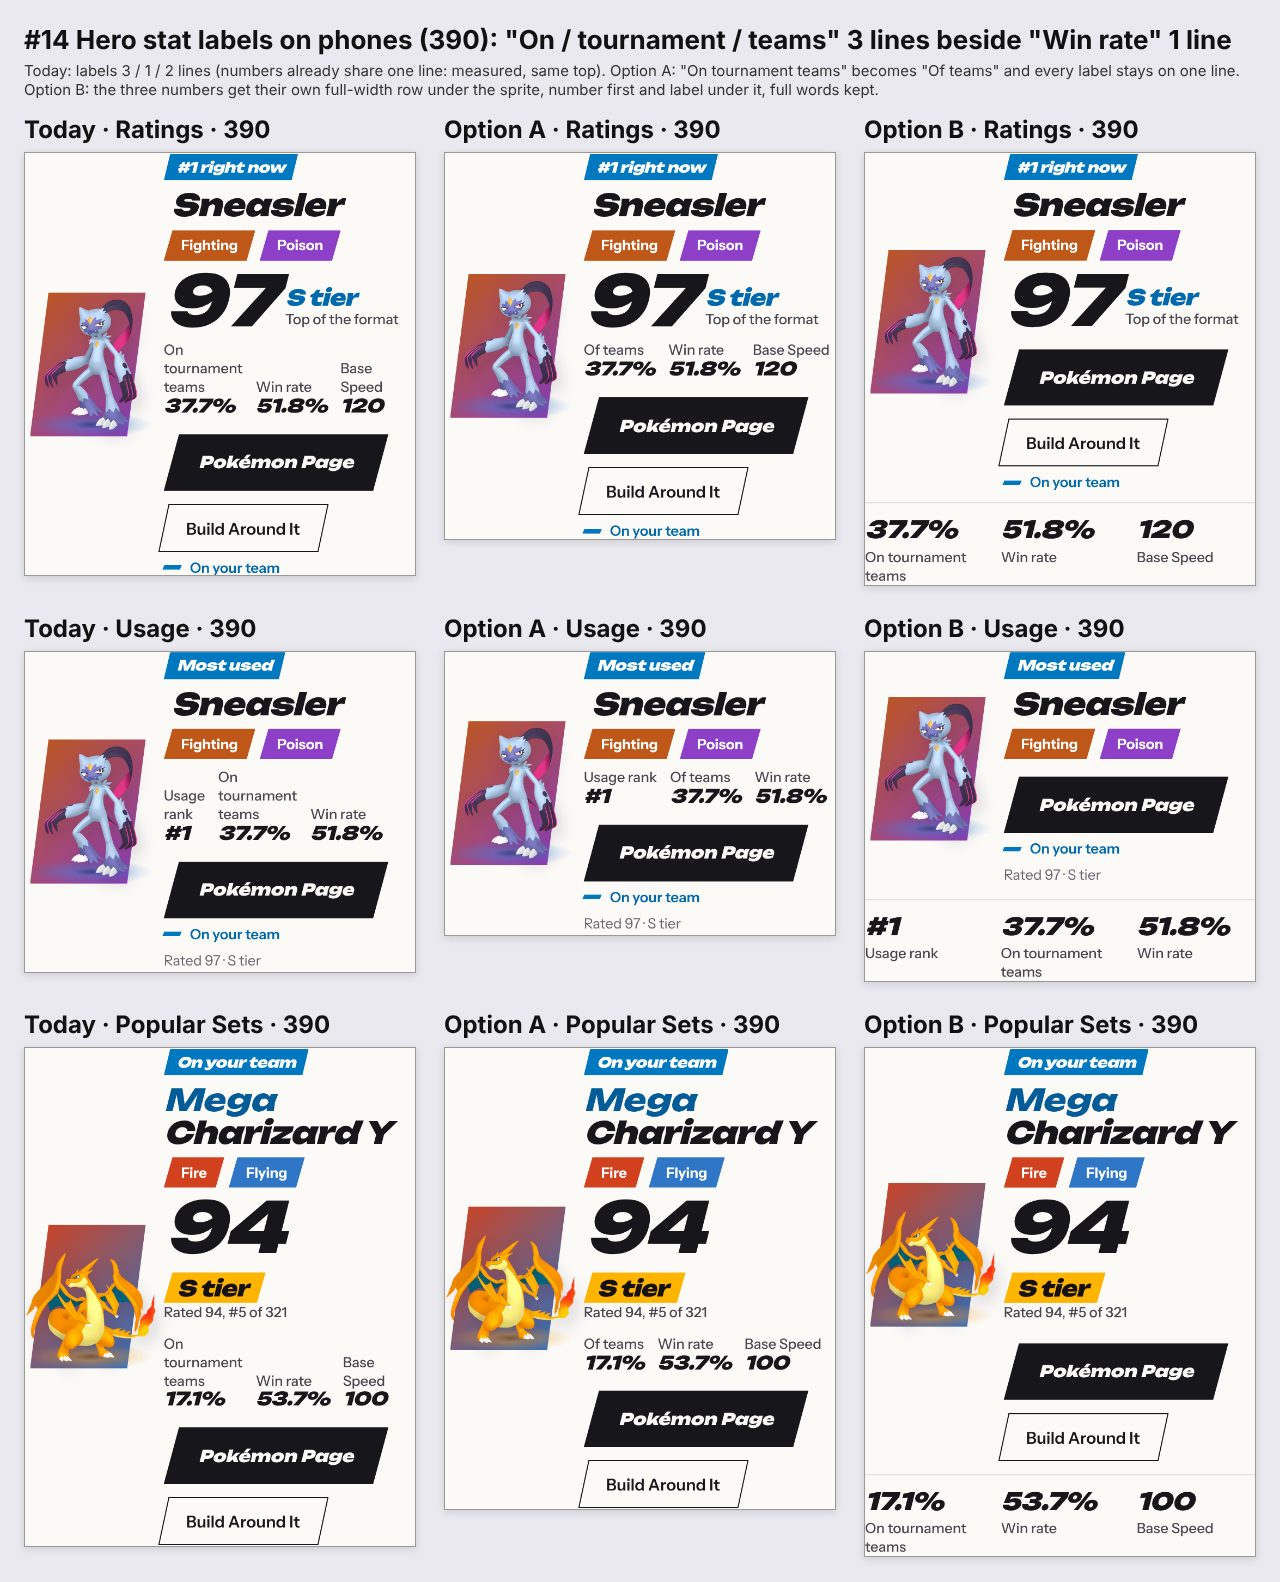 #14 Hero stat labels on phones (390): "On / tournament / teams" 3 lines beside "Win rate" 1 line
Today: labels 3 / 1 / 2 lines (numbers already share one line: measured, same top). Option A: "On tournament teams" becomes "Of teams" and every label stays on one line.
Option B: the three numbers get their own full-width row under the sprite, number first and label under it, full words kept.
Today · Ratings · 390
#1 right now
Sneasler
Fighting Poison
97 S tier
Top of the format
On
tournament Base
teams Win rate Speed
37.7% 51.8% 120
Pokémon Page
Build Around It
On your team
Option A · Ratings · 390
#1 right now
Sneasler
Fighting Poison
97 S tier
Top of the format
Of teams Win rate Base Speed
37.7% 51.8% 120
Pokémon Page
Build Around It
On your team
Option B · Ratings · 390
#1 right now
Sneasler
Fighting Poison
97 S tier
Top of the format
Pokémon Page
Build Around It
On your team
37.7% 51.8% 120
On tournament Win rate Base Speed
teams
Today · Usage · 390
Most used
Sneasler
Fighting Poison
On
Usage tournament
rank teams Win rate
#1 37.7% 51.8%
Pokémon Page
On your team
Rated 97 · S tier
Option A · Usage · 390
Most used
Sneasler
Fighting Poison
Usage rank Of teams Win rate
#1 37.7% 51.8%
Pokémon Page
On your team
Rated 97 · S tier
Option B · Usage · 390
Most used
Sneasler
Fighting Poison
Pokémon Page
On your team
Rated 97 · S tier
#1 37.7% 51.8%
Usage rank On tournament Win rate
teams
Today · Popular Sets · 390
On your team
Mega
Charizard Y
Fire Flying
94
S tier
Rated 94, #5 of 321
On
tournament Base
teams Win rate Speed
17.1% 53.7% 100
Pokémon Page
Build Around It
Option A · Popular Sets · 390
On your team
Mega
Charizard Y
Fire Flying
94
S tier
Rated 94, #5 of 321
Of teams Win rate Base Speed
17.1% 53.7% 100
Pokémon Page
Build Around It
Option B · Popular Sets · 390
On your team
Mega
Charizard Y
Fire Flying
94
S tier
Rated 94, #5 of 321
Pokémon Page
Build Around It
17.1% 53.7% 100
On tournament Win rate Base Speed
teams